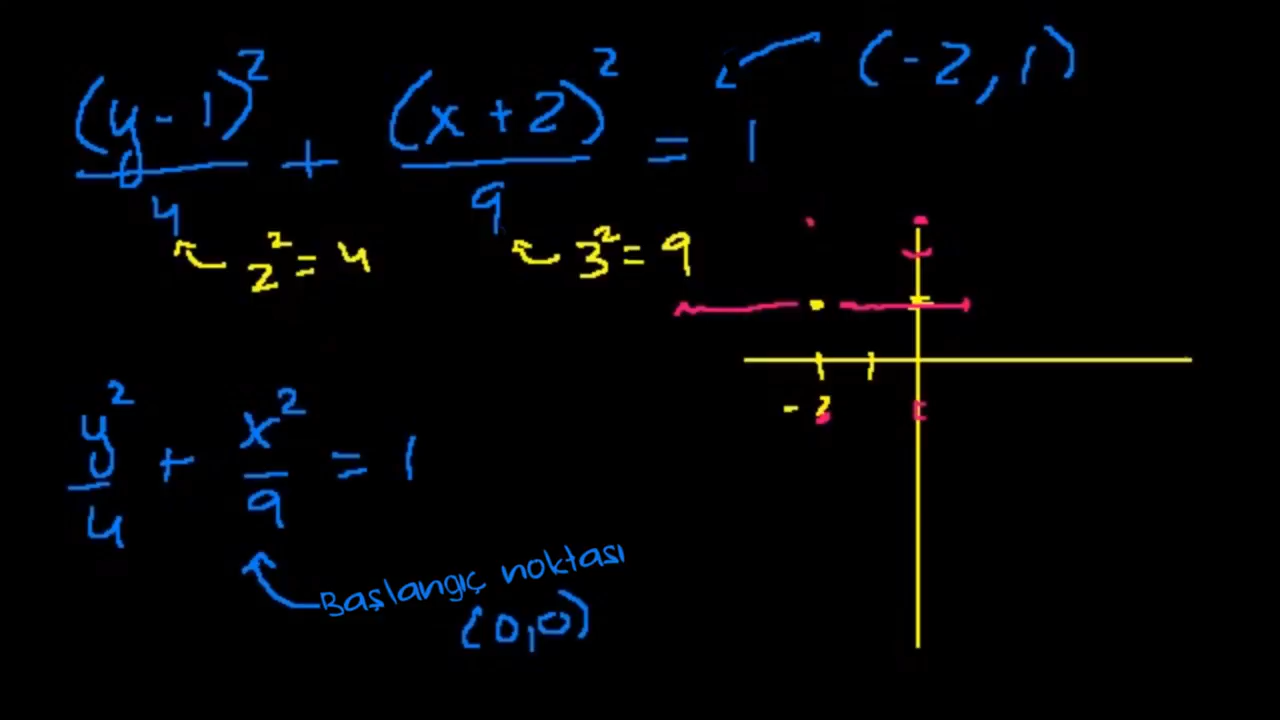 (y - 1)²/4 + (x + 2)²/9 = 1
(-2, 1)
2² = 4
3² = 9
-2
y²/4 + x²/9 = 1
Başlangıç noktası
(0,0)